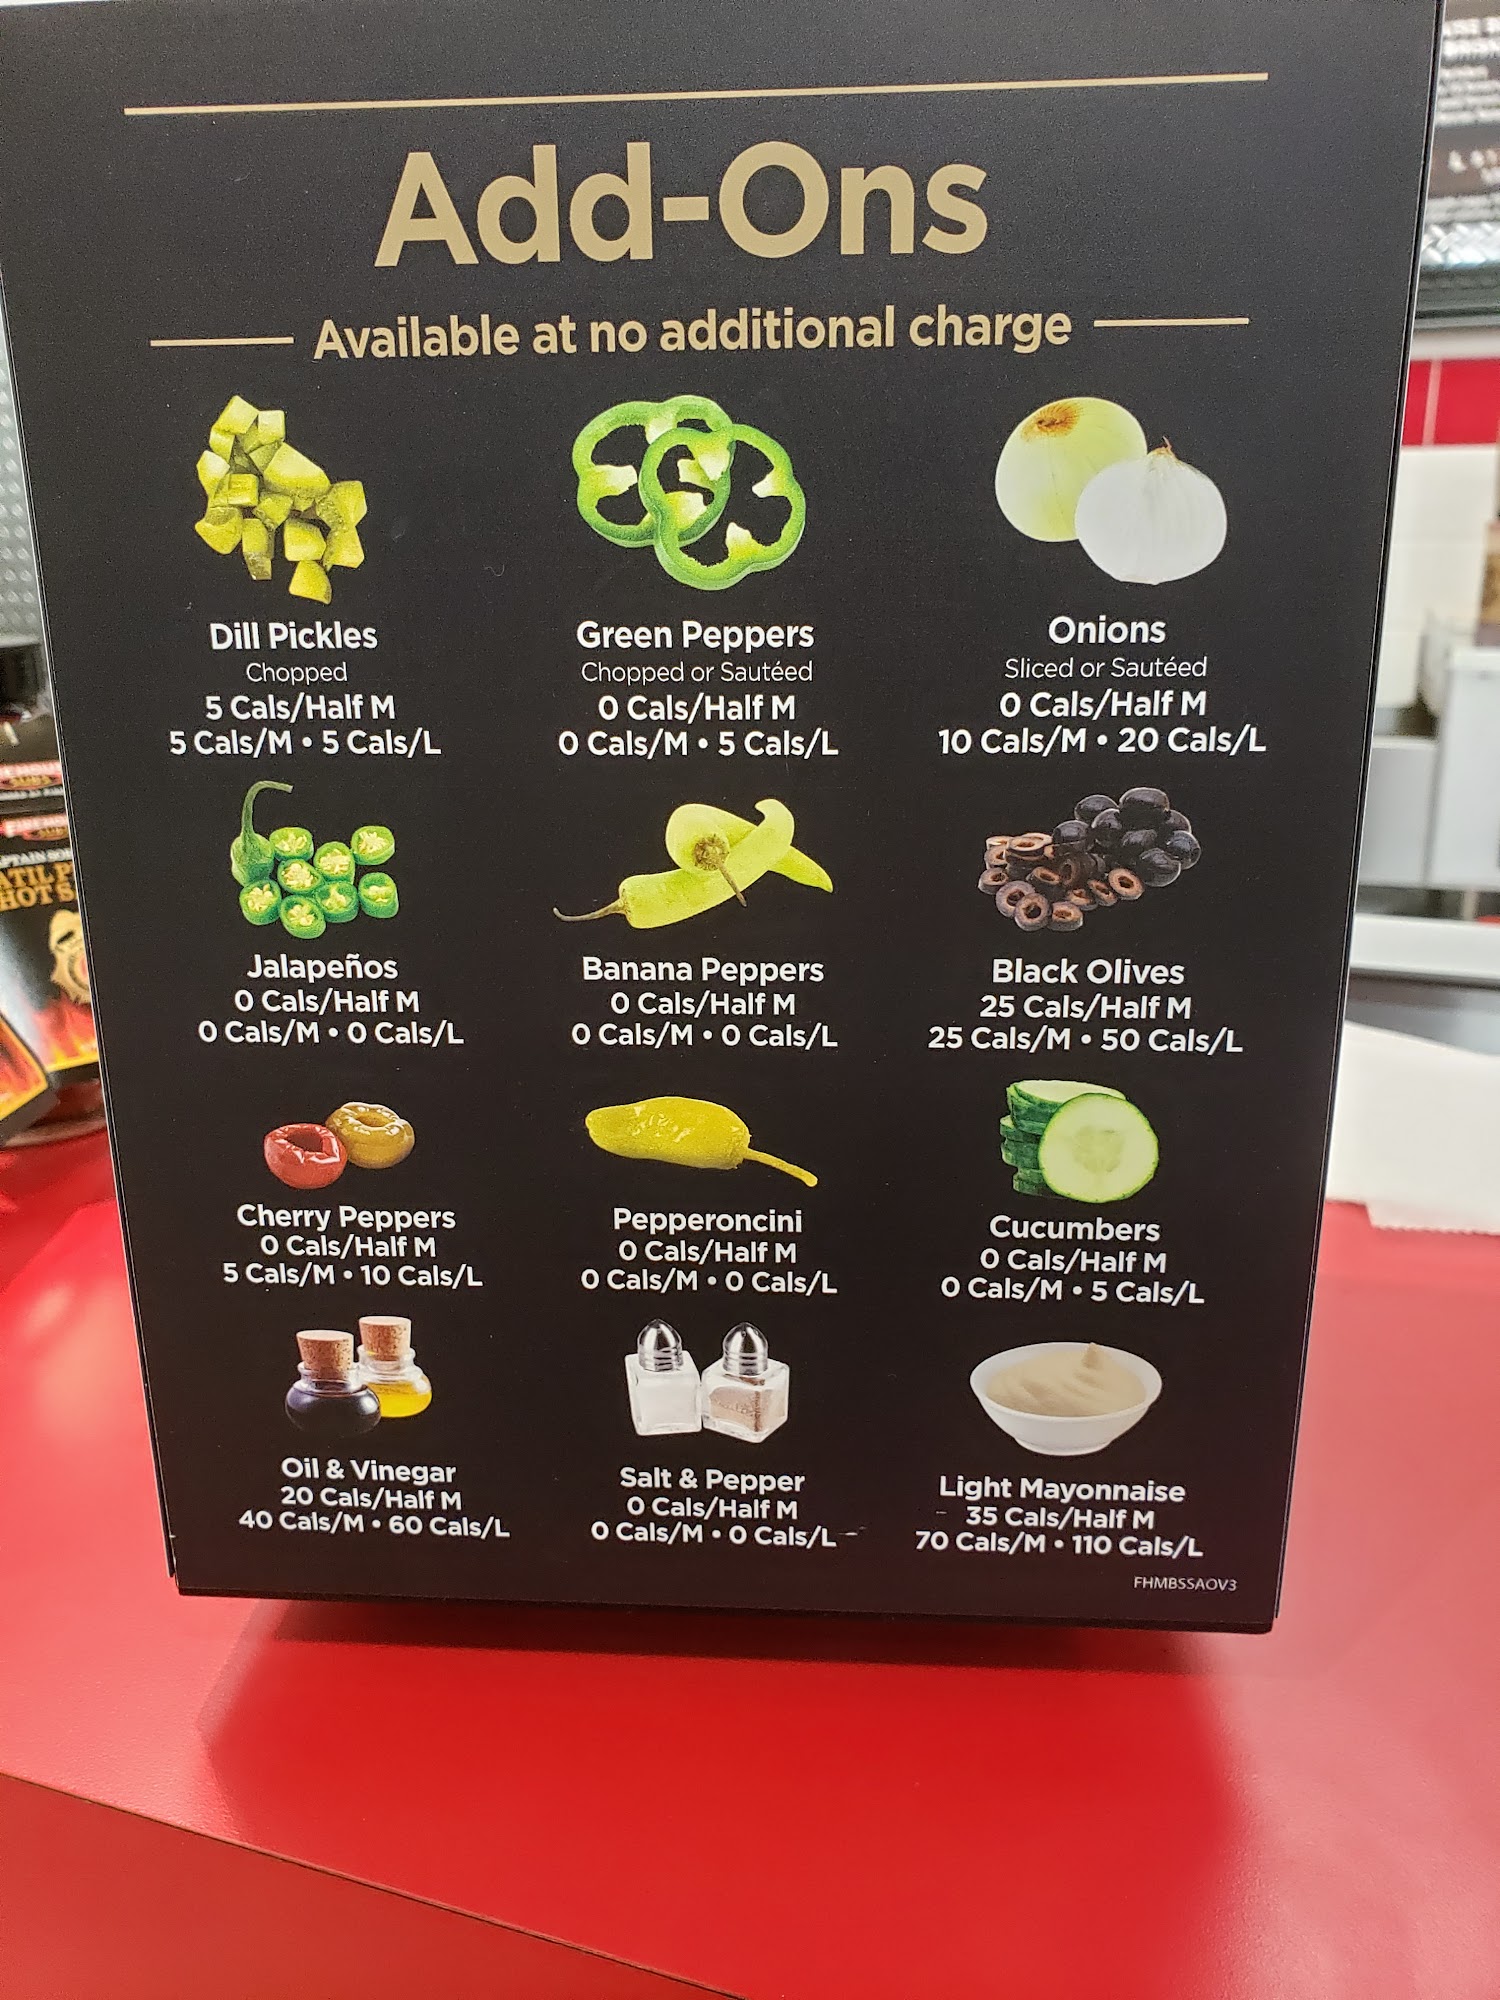 Add-Ons
Available at no additional charge
Dill Pickles
Chopped
5 Cals/Half M
5 Cals/M • 5 Cals/L
Green Peppers
Chopped or Sautéed
0 Cals/Half M
0 Cals/M • 5 Cals/L
Onions
Sliced or Sautéed
0 Cals/Half M
10 Cals/M • 20 Cals/L
Jalapeños
0 Cals/Half M
0 Cals/M • 0 Cals/L
Banana Peppers
0 Cals/Half M
0 Cals/M • 0 Cals/L
Black Olives
25 Cals/Half M
25 Cals/M • 50 Cals/L
Cherry Peppers
0 Cals/Half M
5 Cals/M • 10 Cals/L
Pepperoncini
0 Cals/Half M
0 Cals/M • 0 Cals/L
Cucumbers
0 Cals/Half M
0 Cals/M • 5 Cals/L
Oil & Vinegar
20 Cals/Half M
40 Cals/M • 60 Cals/L
Salt & Pepper
0 Cals/Half M
0 Cals/M • 0 Cals/L
Light Mayonnaise
35 Cals/Half M
70 Cals/M • 110 Cals/L
FHMBSSAOV3
HOT